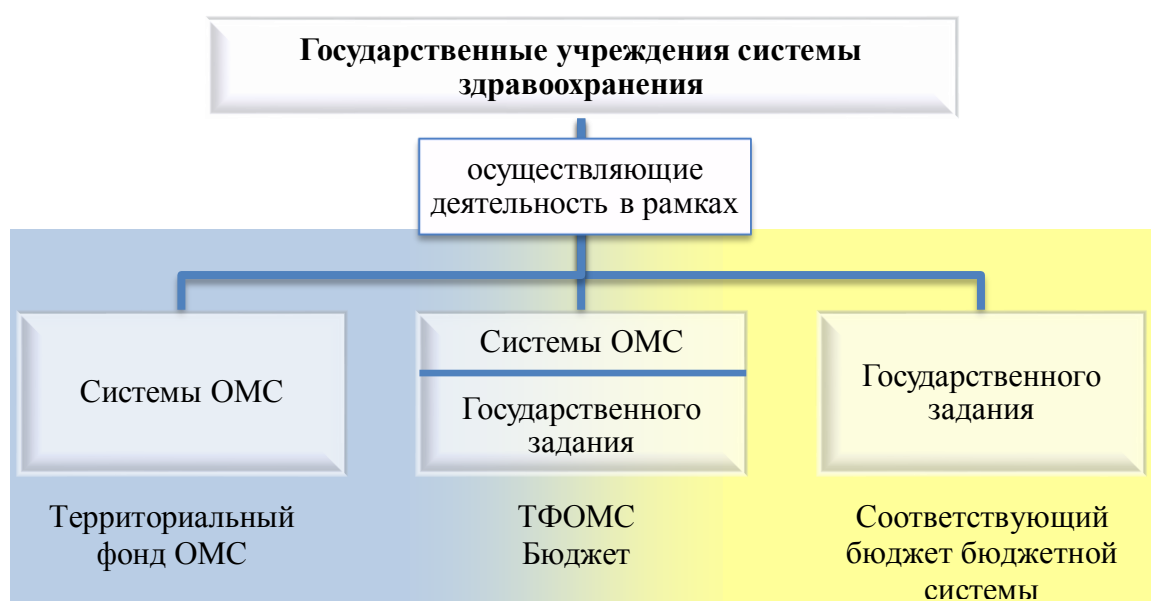 Государственные учреждения системы
здравоохранения
осуществляющие
деятельность в рамках
Системы ОМС
Системы ОМС
Государственного
задания
Государственного
задания
Территориальный
фонд ОМС
ТФОМС
Бюджет
Соответствующий
бюджет бюджетной
системы